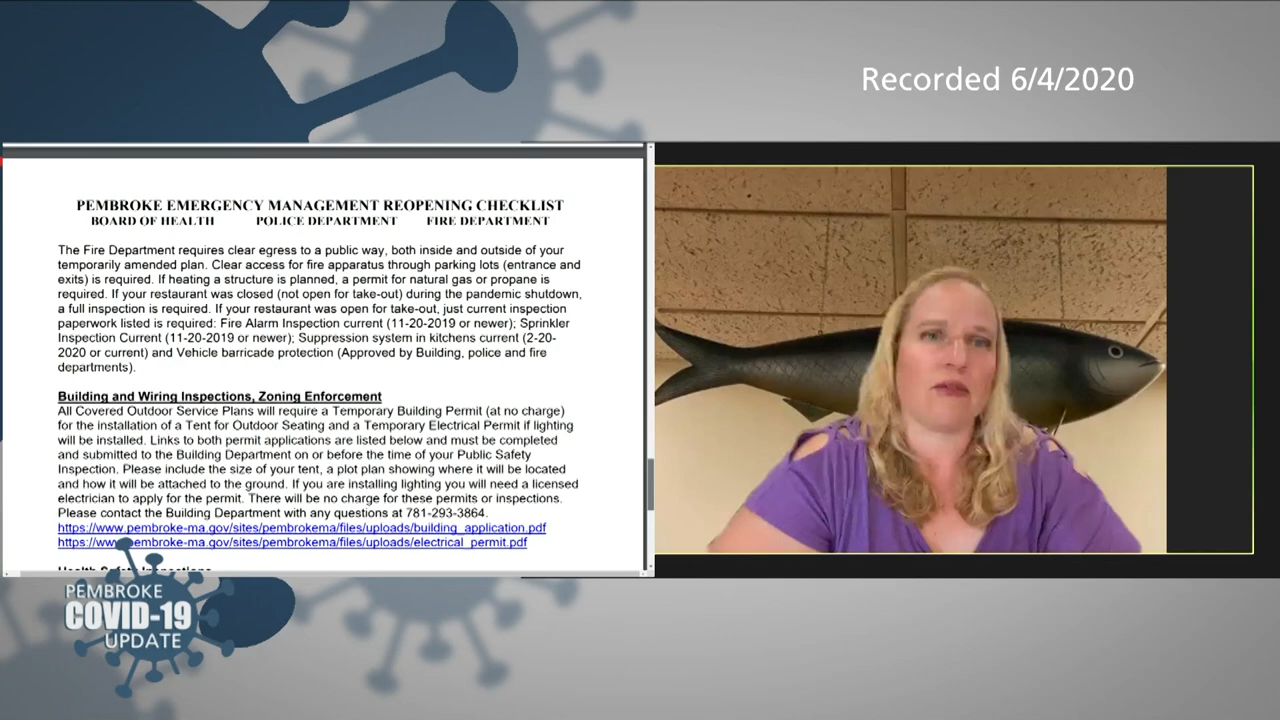 Recorded 6/4/2020
PEMBROKE EMERGENCY MANAGEMENT REOPENING CHECKLIST
BOARD OF HEALTH POLICE DEPARTMENT FIRE DEPARTMENT
The Fire Department requires clear egress to a public way, both inside and outside of your
temporarily amended plan. Clear access for fire apparatus through parking lots (entrance and
exits) is required. If heating a structure is planned, a permit for natural gas or propane is
required. If your restaurant was closed (not open for take-out) during the pandemic shutdown,
a full inspection is required. If your restaurant was open for take-out, just current inspection
paperwork listed is required: Fire Alarm Inspection current (11-20-2019 or newer); Sprinkler
Inspection Current (11-20-2019 or newer); Suppression system in kitchens current (2-20-
2020 or current) and Vehicle barricade protection (Approved by Building, police and fire
departments).
Building and Wiring Inspections, Zoning Enforcement
All Covered Outdoor Service Plans will require a Temporary Building Permit (at no charge)
for the installation of a Tent for Outdoor Seating and a Temporary Electrical Permit if lighting
will be installed. Links to both permit applications are listed below and must be completed
and submitted to the Building Department on or before the time of your Public Safety
Inspection. Please include the size of your tent, a plot plan showing where it will be located
and how it will be attached to the ground. If you are installing lighting you will need a licensed
electrician to apply for the permit. There will be no charge for these permits or inspections.
Please contact the Building Department with any questions at 781-293-3864.
https://www.pembroke-ma.gov/sites/pembrokema/files/uploads/building_application.pdf
https://www.pembroke-ma.gov/sites/pembrokema/files/uploads/electrical_permit.pdf
Health Safety Inspections
PEMBROKE
COVID-19
UPDATE